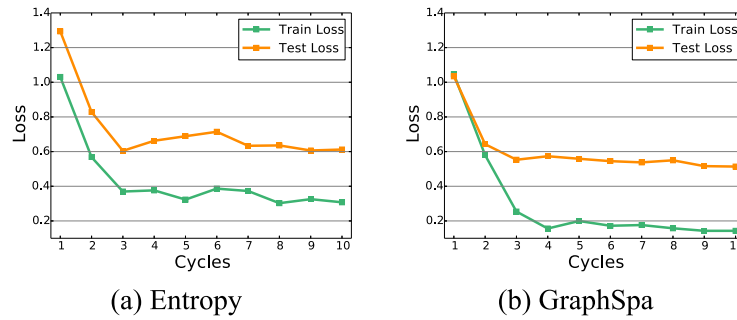 1.4
1.2
1.0
0.8
0.6
0.4
0.2
Loss
Train Loss
Test Loss
1 2 3 4 5 6 7 8 9 10
Cycles
(a) Entropy
1.4
1.2
1.0
0.8
0.6
0.4
0.2
Loss
Train Loss
Test Loss
1 2 3 4 5 6 7 8 9 1
Cycles
(b) GraphSpa